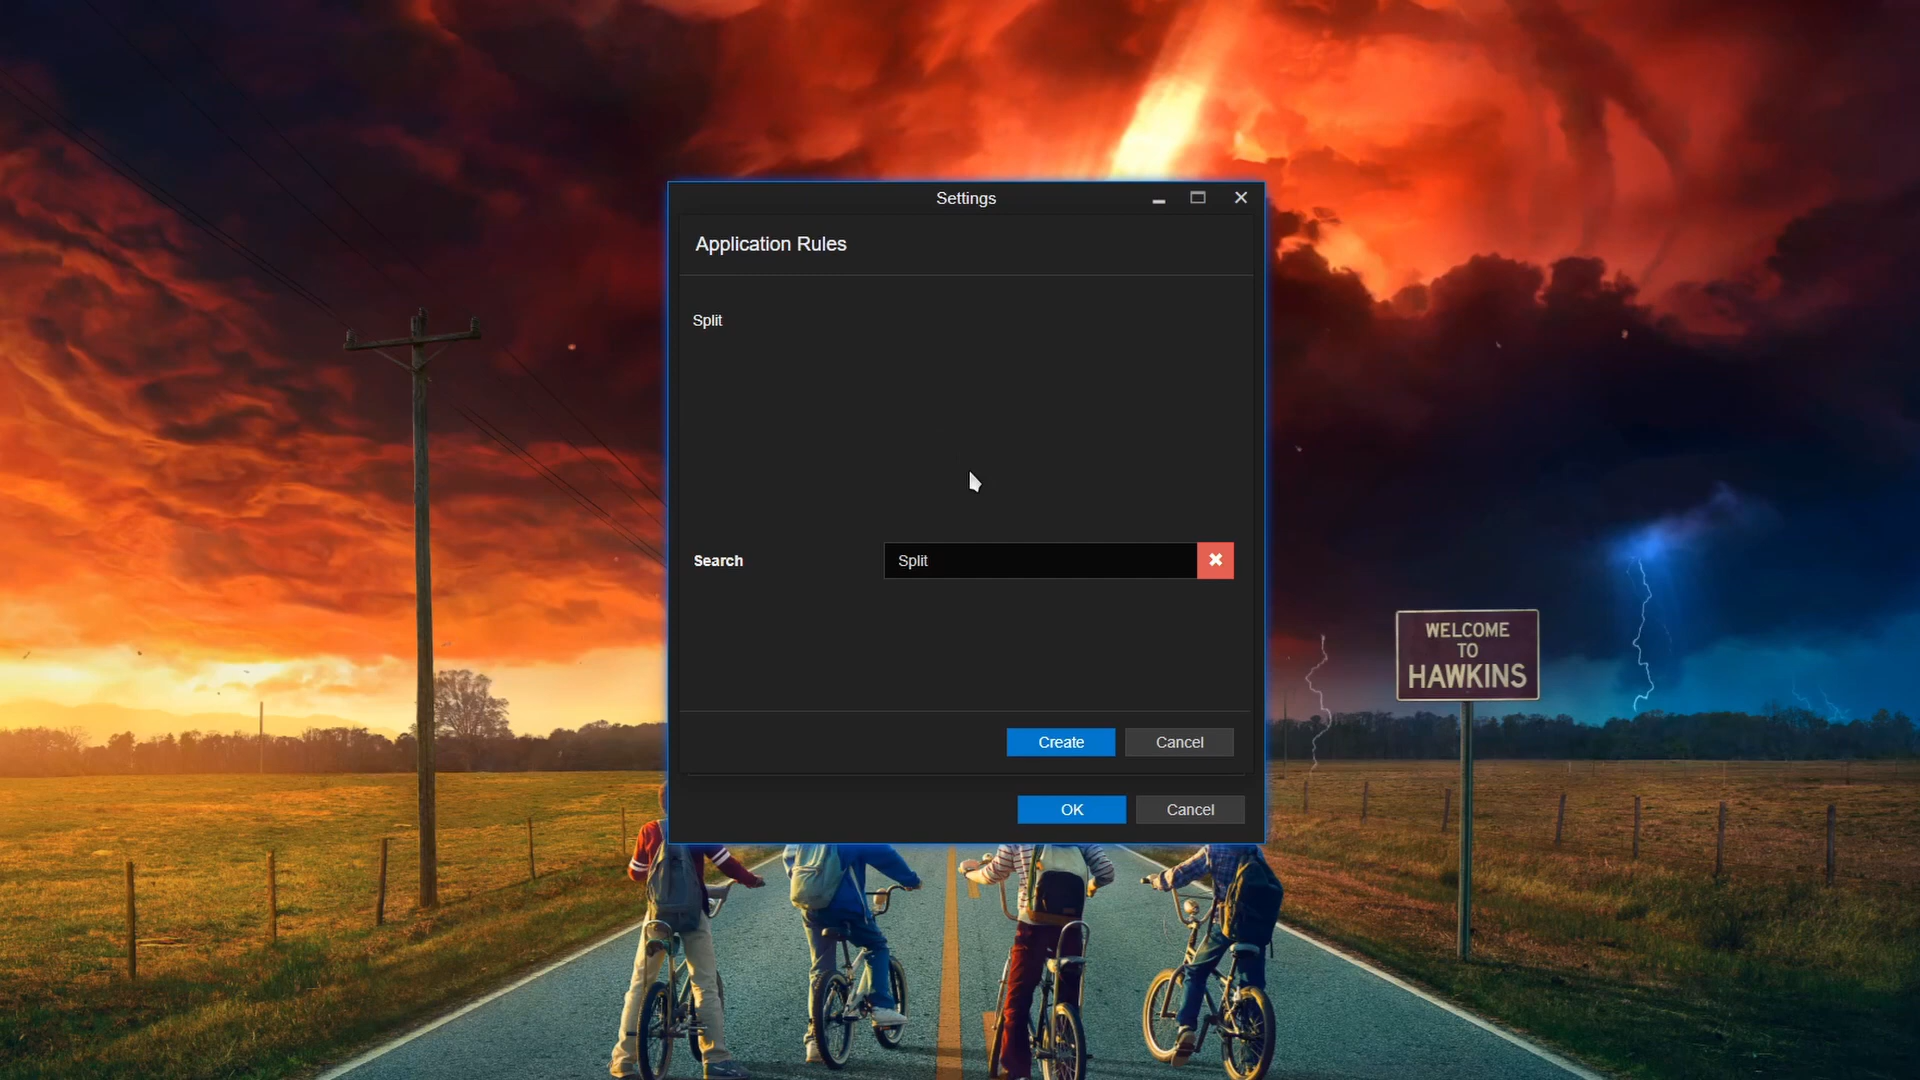 Settings
Application Rules
Split
Search
Split
Create
Cancel
OK
Cancel
WELCOME
TO
HAWKINS